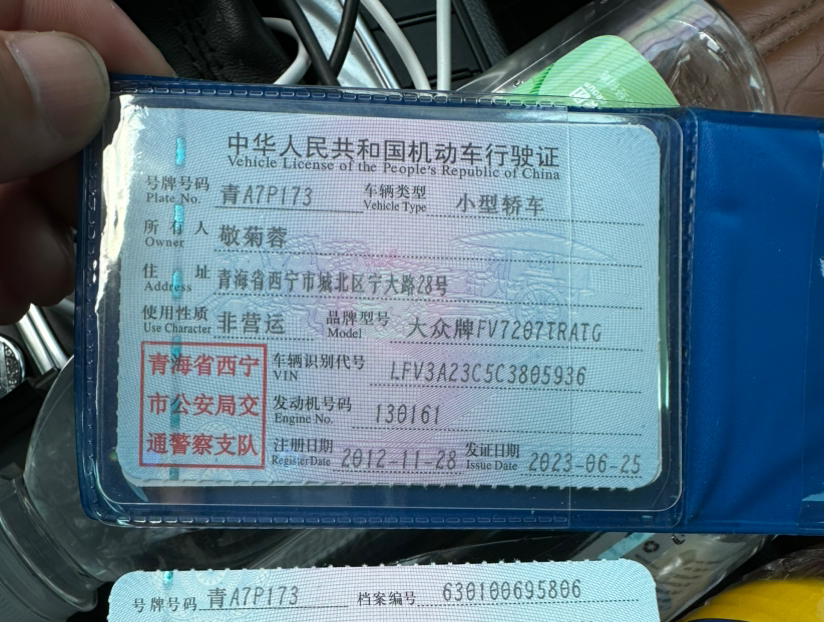 中华人民共和国机动车行驶证
Vehicle License of the People's Republic of China
号牌号码 青A7P173 车辆类型 小型轿车
Plate No. Vehicle Type
所有人 敬菊蓉
Owner
住址 青海省西宁市城北区宁大路28号
Address
使用性质 非营运 品牌型号 大众牌FV7207TRATG
Use Character Model
青海省西宁
市公安局交
通警察支队
车辆识别代号 LFV3A23C5C3805936
VIN
发动机号码 130161
Engine No.
注册日期 2012-11-28 发证日期 2023-06-25
Register Date Issue Date
号牌号码 青A7P173 档案编号 630100695806